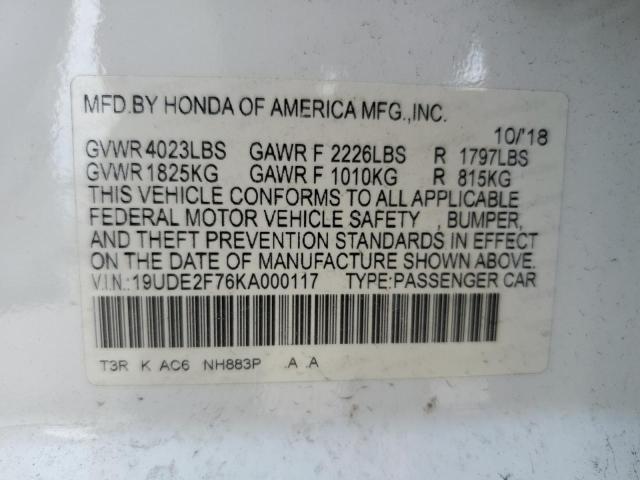 MFD.BY HONDA OF AMERICA MFG.,INC.
10/'18
GVWR 4023LBS GAWR F 2226LBS R 1797LBS
GVWR 1825KG GAWR F 1010KG R 815KG
THIS VEHICLE CONFORMS TO ALL APPLICABLE
FEDERAL MOTOR VEHICLE SAFETY , BUMPER,
AND THEFT PREVENTION STANDARDS IN EFFECT
ON THE DATE OF MANUFACTURE SHOWN ABOVE.
V.I.N.:19UDE2F76KA000117 TYPE:PASSENGER CAR
T3R K AC6 NH883P .A .A